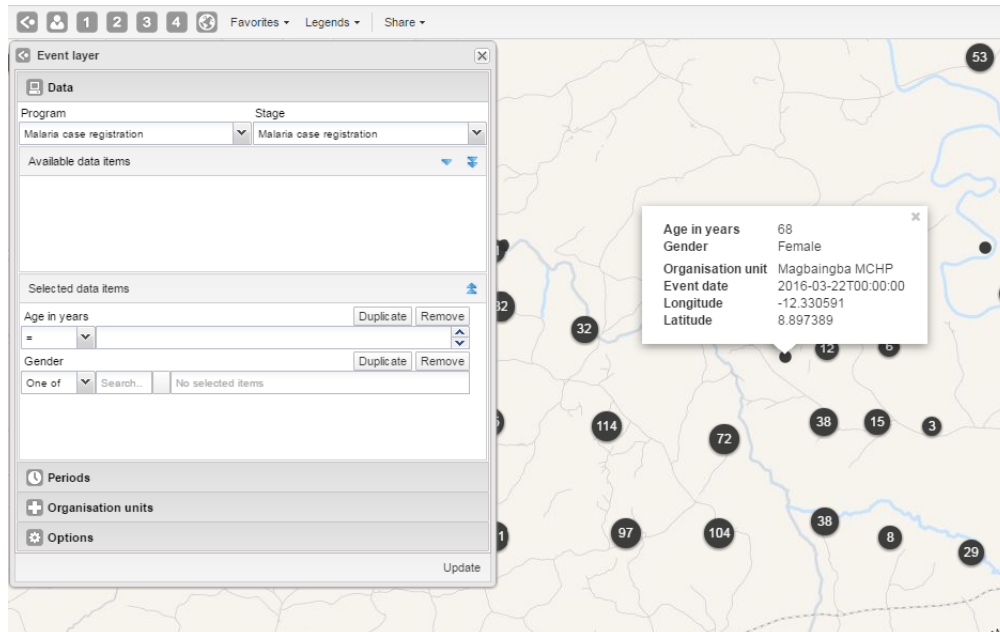 1 2 3 4 Favorites Legends Share
Event layer
Data
Program Stage
Malaria case registration Malaria case registration
Available data items
Selected data items
Age in years Duplicate Remove
=
Gender Duplicate Remove
One of Search.. No selected items
Periods
Organisation units
Options
Update
53
Age in years 68
Gender Female
Organisation unit Magbaingba MCHP
Event date 2016-03-22T00:00:00
Longitude -12.330591
Latitude 8.897389
32
32
12
6
114
72
38
15
3
97
104
38
8
29